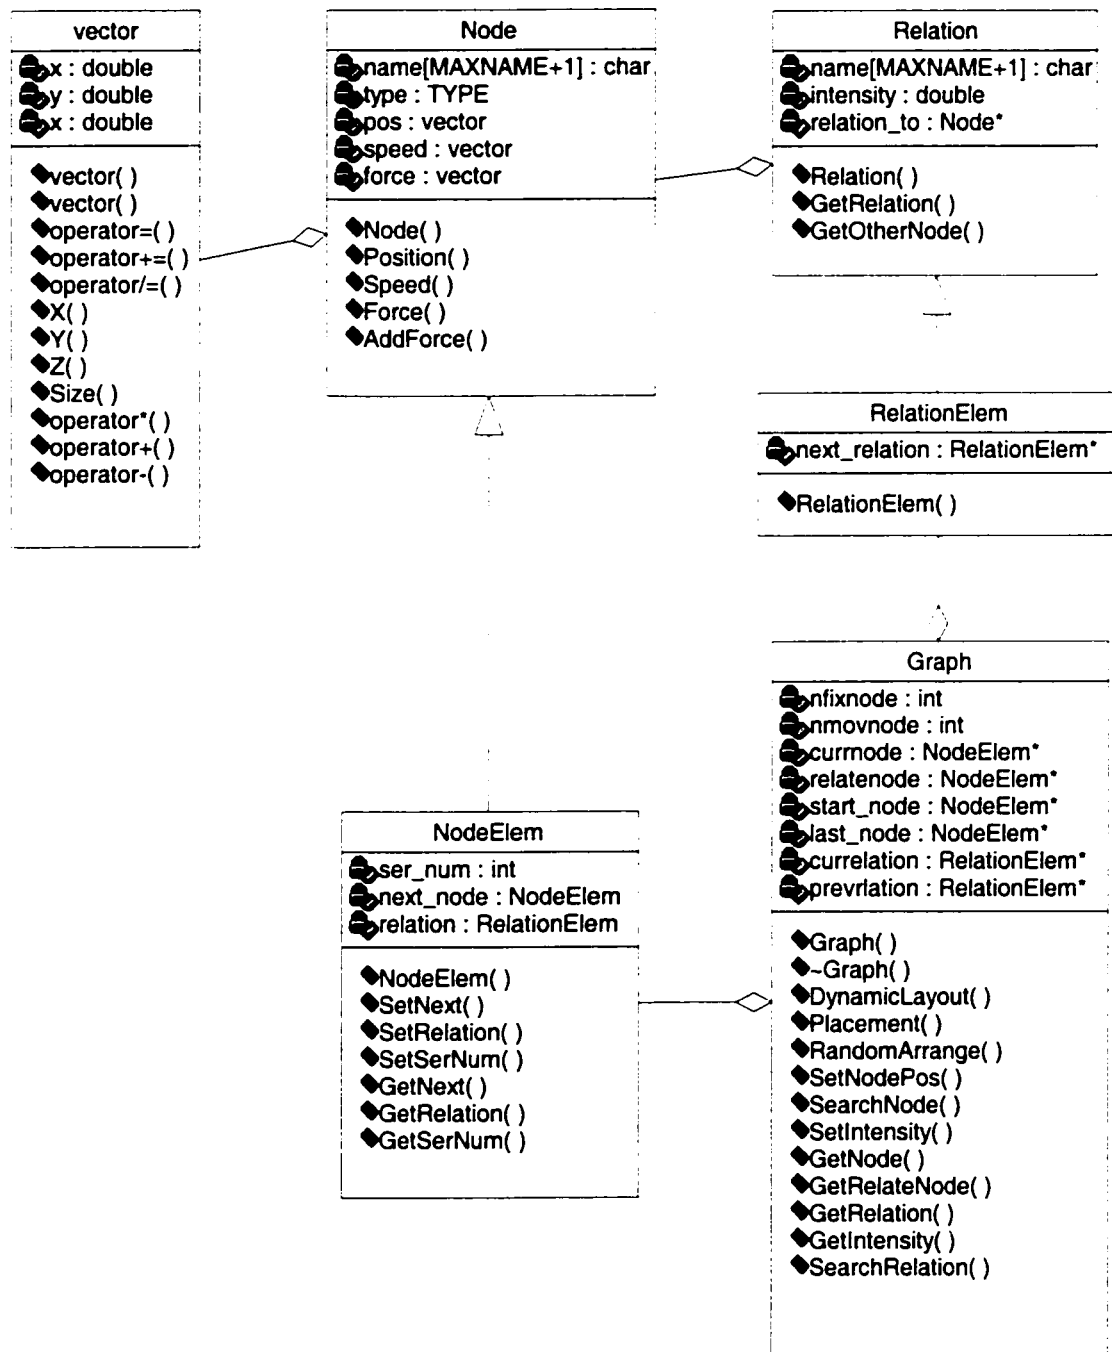 vector
x : double
y : double
x : double
vector( )
vector( )
operator=( )
operator+=( )
operator/=( )
X( )
Y( )
Z( )
Size( )
operator*( )
operator+( )
operator-( )
Node
name[MAXNAME+1] : char
type : TYPE
pos : vector
speed : vector
force : vector
Node( )
Position( )
Speed( )
Force( )
AddForce( )
Relation
name[MAXNAME+1] : char
intensity : double
relation_to : Node*
Relation( )
GetRelation( )
GetOtherNode( )
RelationElem
next_relation : RelationElem*
RelationElem( )
NodeElem
ser_num : int
next_node : NodeElem
relation : RelationElem
NodeElem( )
SetNext( )
SetRelation( )
SetSerNum( )
GetNext( )
GetRelation( )
GetSerNum( )
Graph
nfixnode : int
nmovnode : int
currnode : NodeElem*
relatenode : NodeElem*
start_node : NodeElem*
last_node : NodeElem*
currelation : RelationElem*
prevrlation : RelationElem*
Graph( )
~Graph( )
DynamicLayout( )
Placement( )
RandomArrange( )
SetNodePos( )
SearchNode( )
SetIntensity( )
GetNode( )
GetRelateNode( )
GetRelation( )
GetIntensity( )
SearchRelation( )